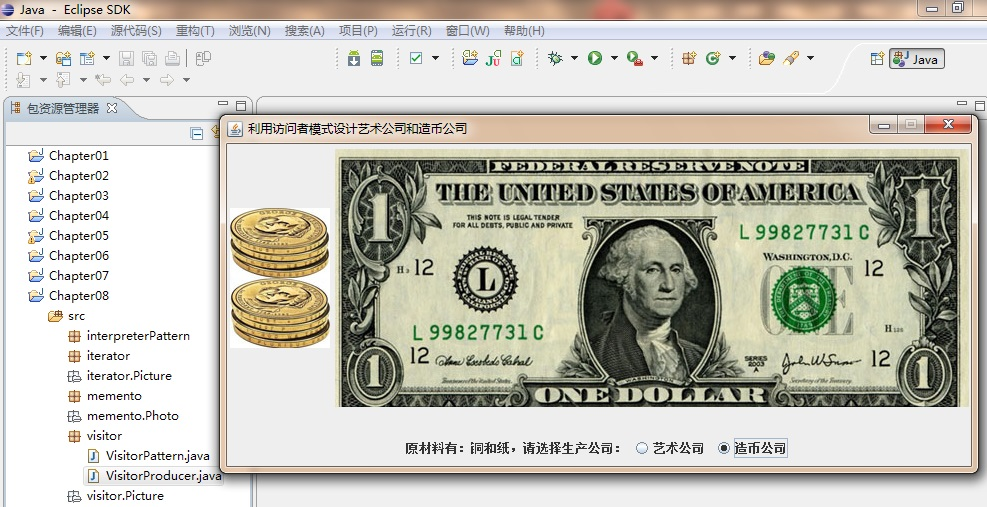 Java - Eclipse SDK
文件(F) 编辑(E) 源代码(S) 重构(T) 浏览(N) 搜索(A) 项目(P) 运行(R) 窗口(W) 帮助(H)
Java
包资源管理器
利用访问者模式设计艺术公司和造币公司
Chapter01
Chapter02
Chapter03
Chapter04
Chapter05
Chapter06
Chapter07
Chapter08
src
interpreterPattern
iterator
iterator.Picture
memento
memento.Photo
visitor
VisitorPattern.java
VisitorProducer.java
visitor.Picture
FEDERAL RESERVE NOTE
THE UNITED STATES OF AMERICA
THIS NOTE IS LEGAL TENDER
FOR ALL DEBTS, PUBLIC AND PRIVATE
L 99827731 C
WASHINGTON, D.C.
1
1
H 3 12
L
ONE
12
L 99827731 C
12
SERIES
2003
A
12
1
1
WASHINGTON
ONE DOLLAR
原材料有：铜和纸，请选择生产公司： 艺术公司 造币公司